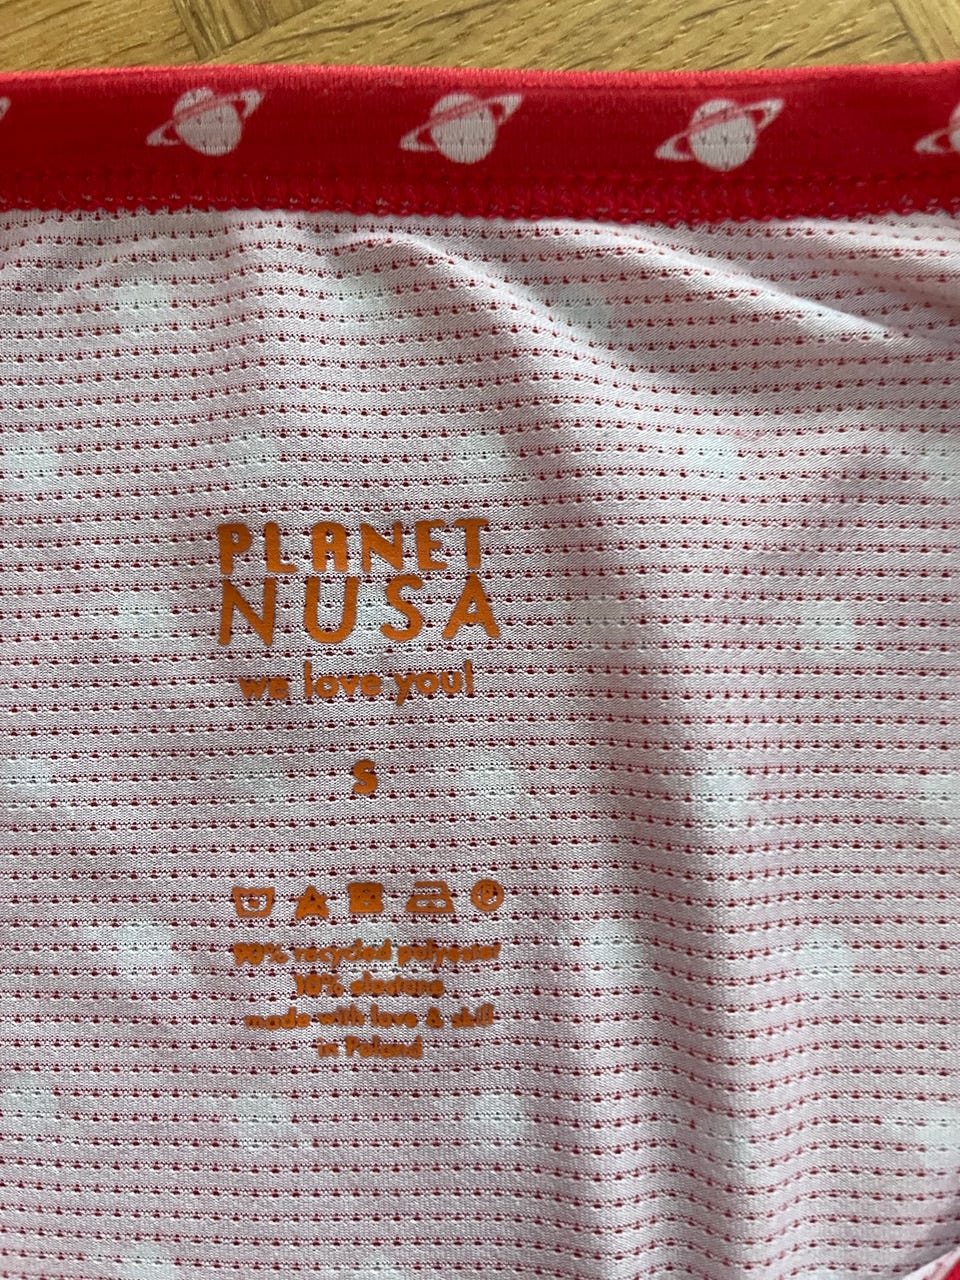 PLANET
NUSA
we love you!
S
90% recycled polyester
10% elastane
made with love & skill
in Poland